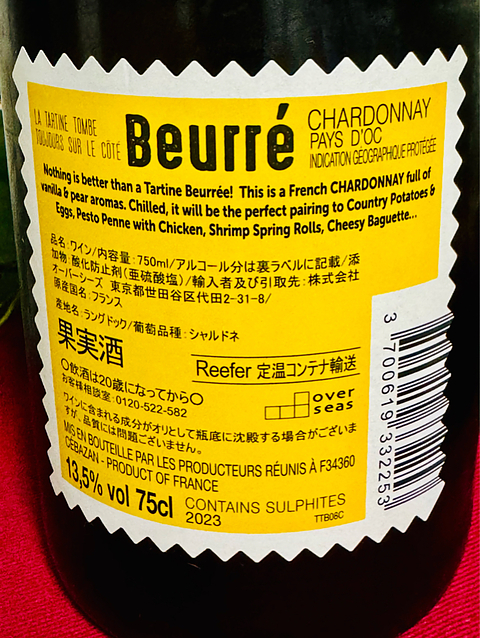 LA TARTINE TOMBE
TOUJOURS SUR LE CÔTÉ
Beurré
CHARDONNAY
PAYS D'OC
INDICATION GÉOGRAPHIQUE PROTÉGÉE
Nothing is better than a Tartine Beurrée! This is a French CHARDONNAY full of
vanilla & pear aromas. Chilled, it will be the perfect pairing to Country Potatoes &
Eggs, Pesto Penne with Chicken, Shrimp Spring Rolls, Cheesy Baguette...
品名:ワイン/内容量:750ml/アルコール分は裏ラベルに記載/添
加物:酸化防止剤(亜硫酸塩)/輸入者及び引取先:株式会社
オーバーシーズ 東京都世田谷区代田2-31-8/
原産国名:フランス
産地名:ラングドック/葡萄品種:シャルドネ
果実酒
Reefer 定温コンテナ輸送
〇飲酒は20歳になってから〇
お客様相談室:0120-522-582
over
seas
ワインに含まれる成分がオリとして瓶底に沈殿する場合がございま
すが、品質には問題ございません。
MIS EN BOUTEILLE PAR LES PRODUCTEURS RÉUNIS À F34360
CÉBAZAN - PRODUCT OF FRANCE
13,5% vol 75cl
CONTAINS SULPHITES
2023
TTB06C
3 700619 332253